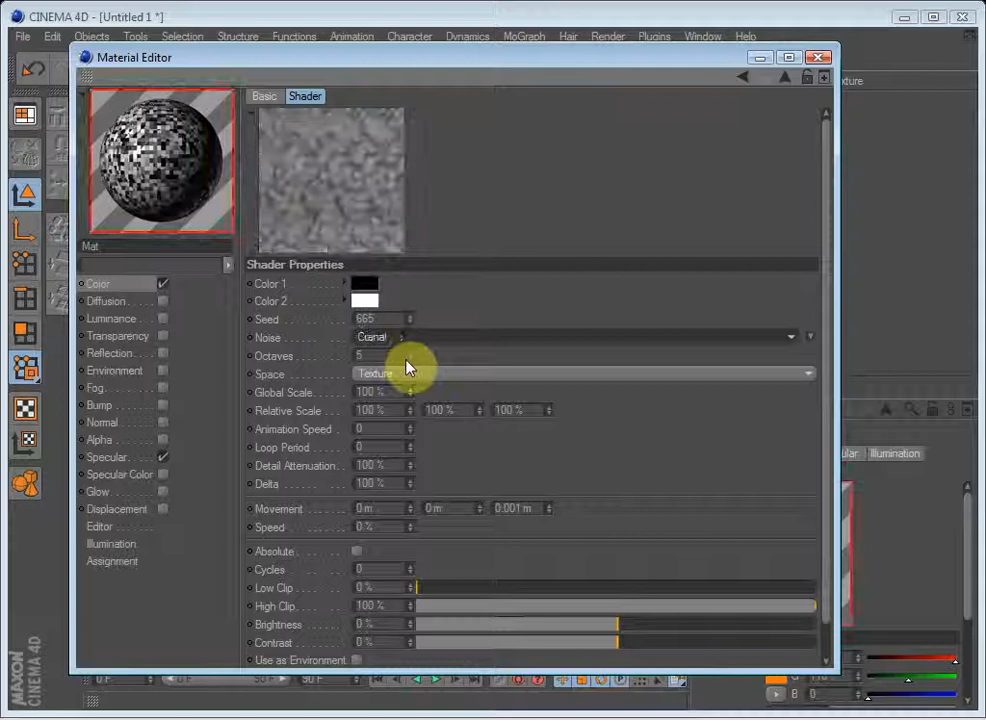 CINEMA 4D - [Untitled 1 *]
File Edit Objects Tools Selection Structure Functions Animation Character Dynamics MoGraph Hair Render Plugins Window Help
Material Editor
Basic Shader
Mat
Color
Diffusion
Luminance
Transparency
Reflection
Environment
Fog
Bump
Normal
Alpha
Specular
Specular Color
Glow
Displacement
Editor
Illumination
Assignment
Shader Properties
Color 1
Color 2
Seed 665
Noise
Octaves 5
Space Texture
Global Scale 100 %
Relative Scale 100 % 100 % 100 %
Animation Speed 0
Loop Period 0
Detail Attenuation 100 %
Delta 100 %
Movement 0 m 0 m 0.001 m
Speed 0 %
Absolute
Cycles 0
Low Clip 0 %
High Clip 100 %
Brightness 0 %
Contrast 0 %
Use as Environment
Illumination
0 F 90 F
G
B 0
MAXON
CINEMA 4D